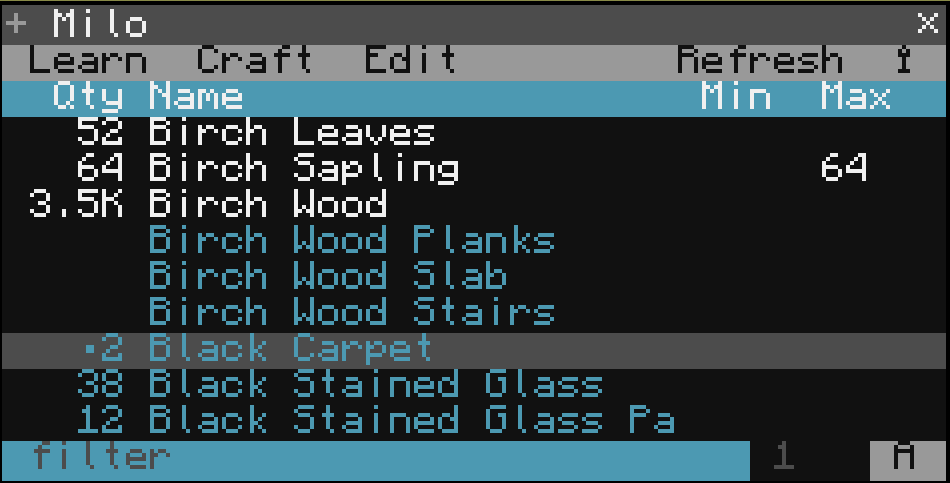 + Milo x
Learn Craft Edit Refresh ↥
Qty Name Min Max
52 Birch Leaves
64 Birch Sapling 64
3.5K Birch Wood
Birch Wood Planks
Birch Wood Slab
Birch Wood Stairs
·2 Black Carpet
38 Black Stained Glass
12 Black Stained Glass Pa
filter 1 A